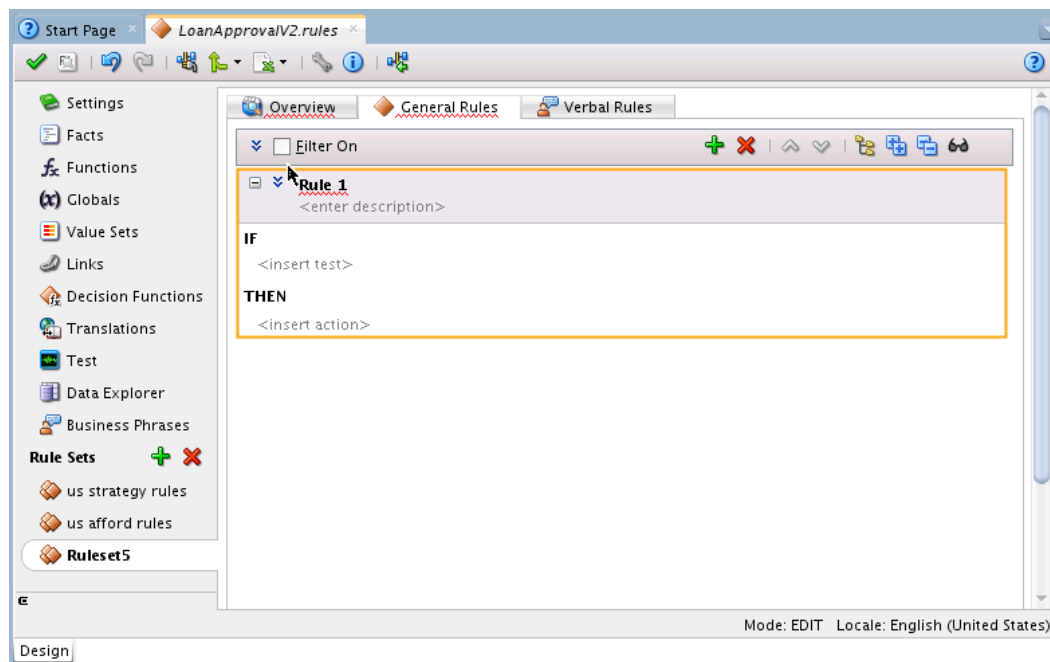 Start Page
LoanApprovalV2.rules
Settings
Facts
Functions
Globals
Value Sets
Links
Decision Functions
Translations
Test
Data Explorer
Business Phrases
Rule Sets
us strategy rules
us afford rules
Ruleset5
Overview
General Rules
Verbal Rules
Filter On
Rule 1
<enter description>
IF
<insert test>
THEN
<insert action>
Mode: EDIT Locale: English (United States)
Design